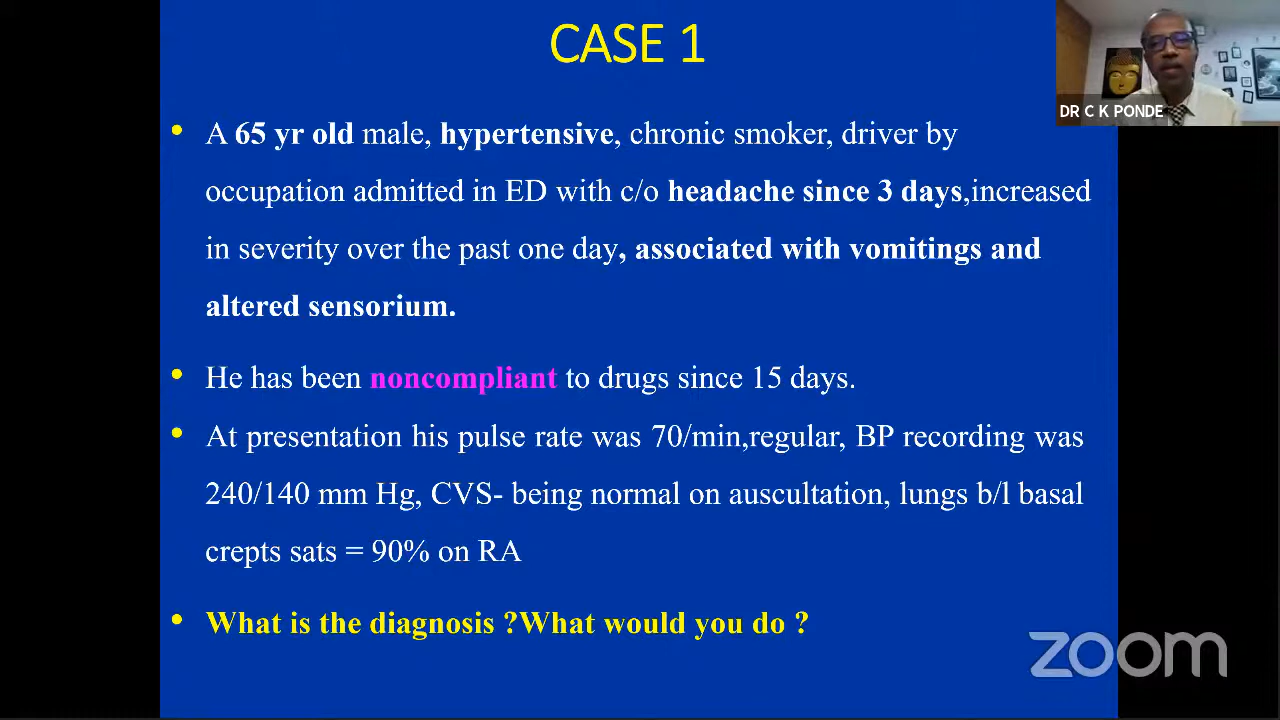 CASE 1
DR C K PONDE
• A 65 yr old male, hypertensive, chronic smoker, driver by
occupation admitted in ED with c/o headache since 3 days,increased
in severity over the past one day, associated with vomitings and
altered sensorium.
• He has been noncompliant to drugs since 15 days.
• At presentation his pulse rate was 70/min,regular, BP recording was
240/140 mm Hg, CVS- being normal on auscultation, lungs b/l basal
crepts sats = 90% on RA
• What is the diagnosis ?What would you do ?
zoom